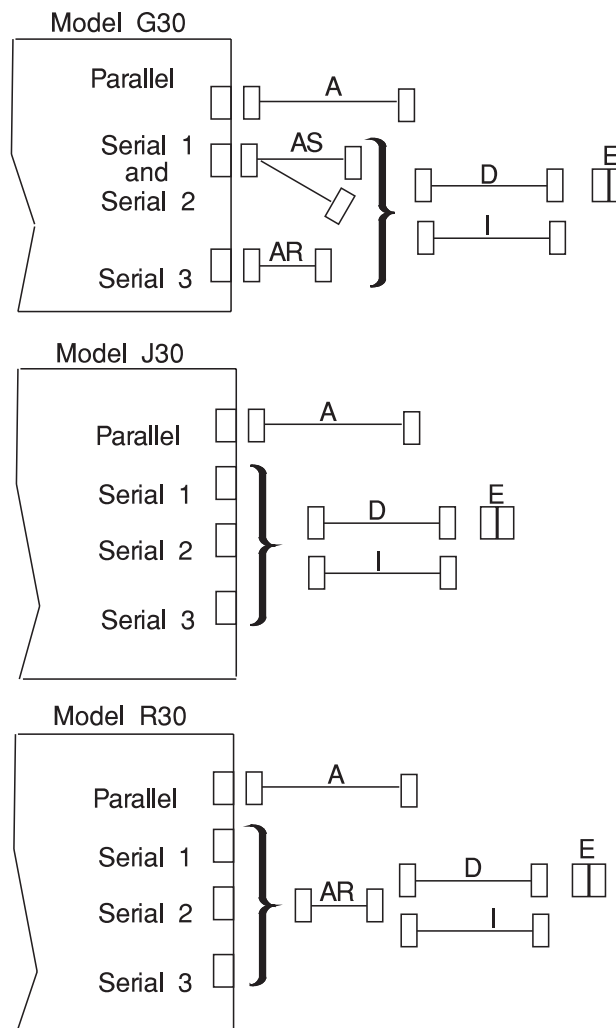 Model G30
Parallel
A
Serial 1
and
Serial 2
AS
D
E
I
Serial 3
AR
Model J30
Parallel
A
Serial 1
Serial 2
Serial 3
D
E
I
Model R30
Parallel
A
Serial 1
Serial 2
Serial 3
AR
D
E
I